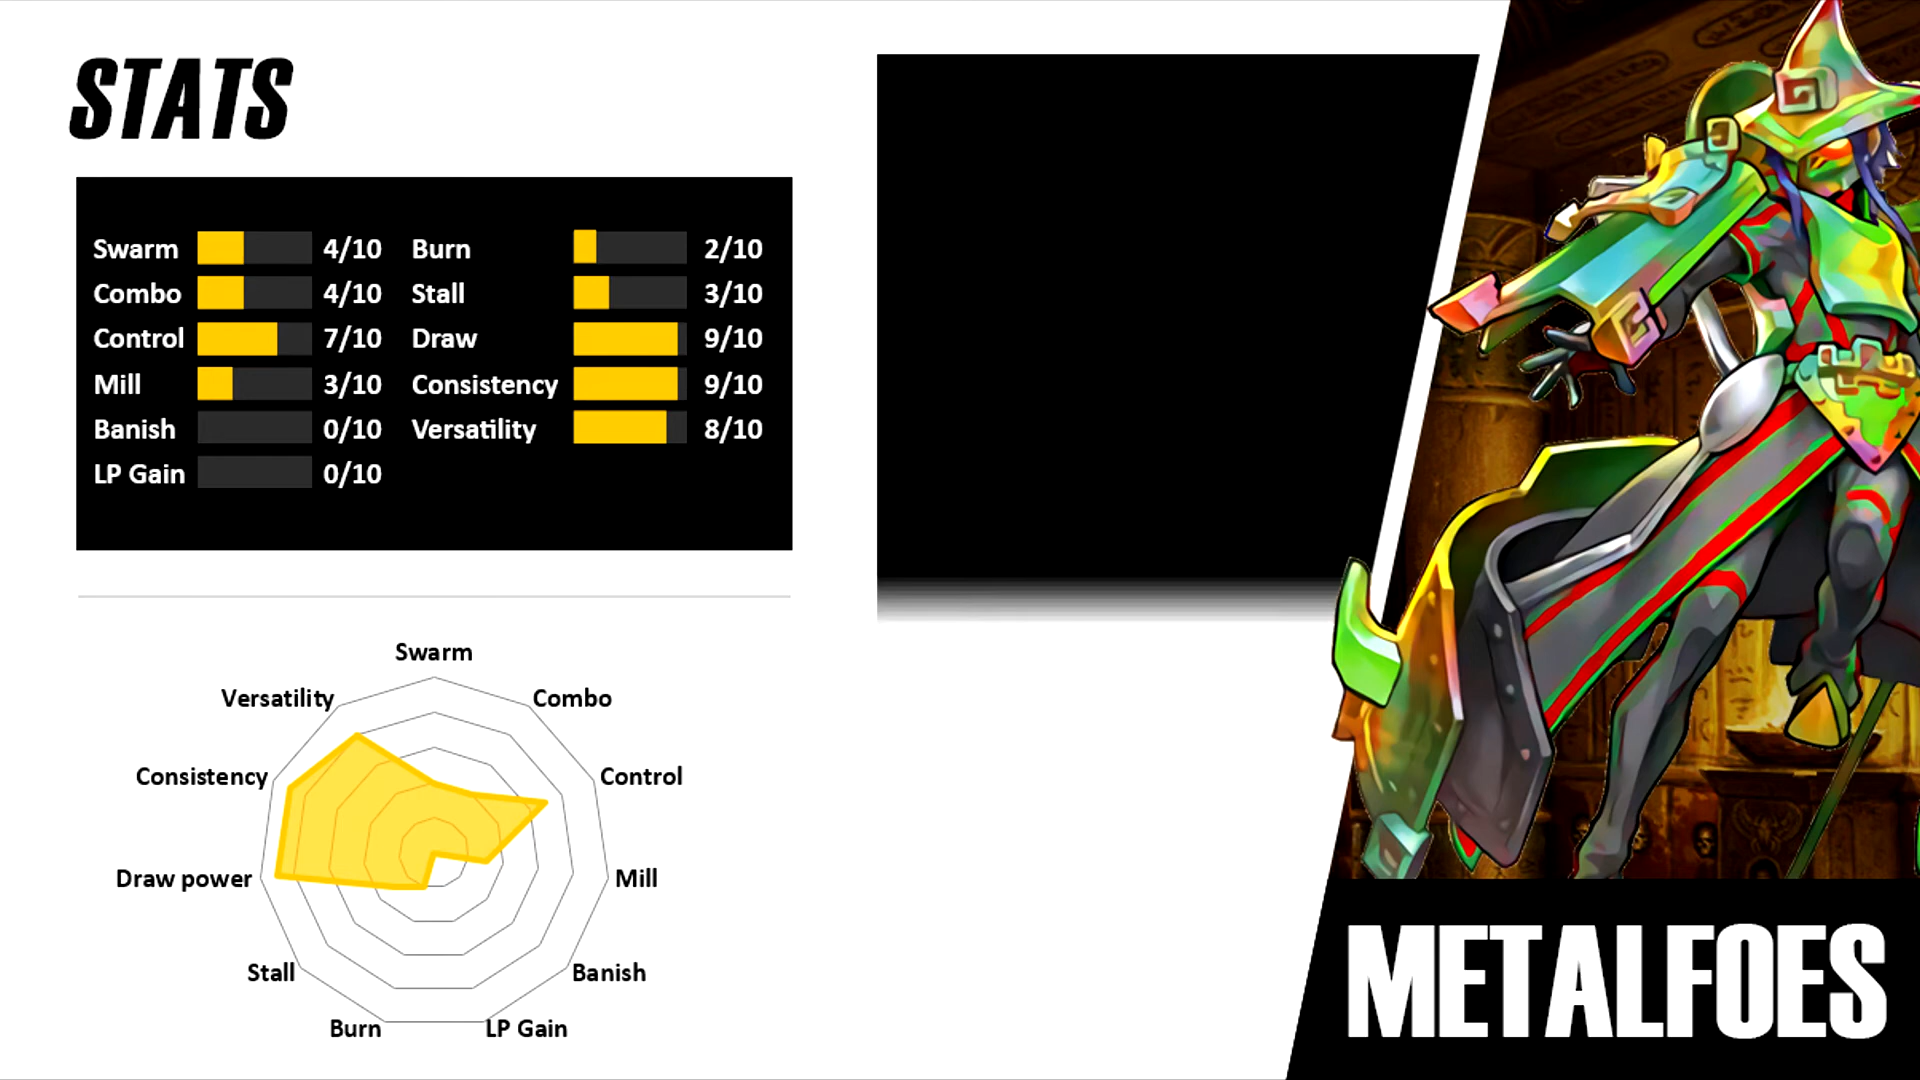 STATS
Swarm 4/10 Burn 2/10
Combo 4/10 Stall 3/10
Control 7/10 Draw 9/10
Mill 3/10 Consistency 9/10
Banish 0/10 Versatility 8/10
LP Gain 0/10
Swarm
Versatility Combo
Consistency Control
Draw power Mill
Stall Banish
Burn LP Gain
METALFOES